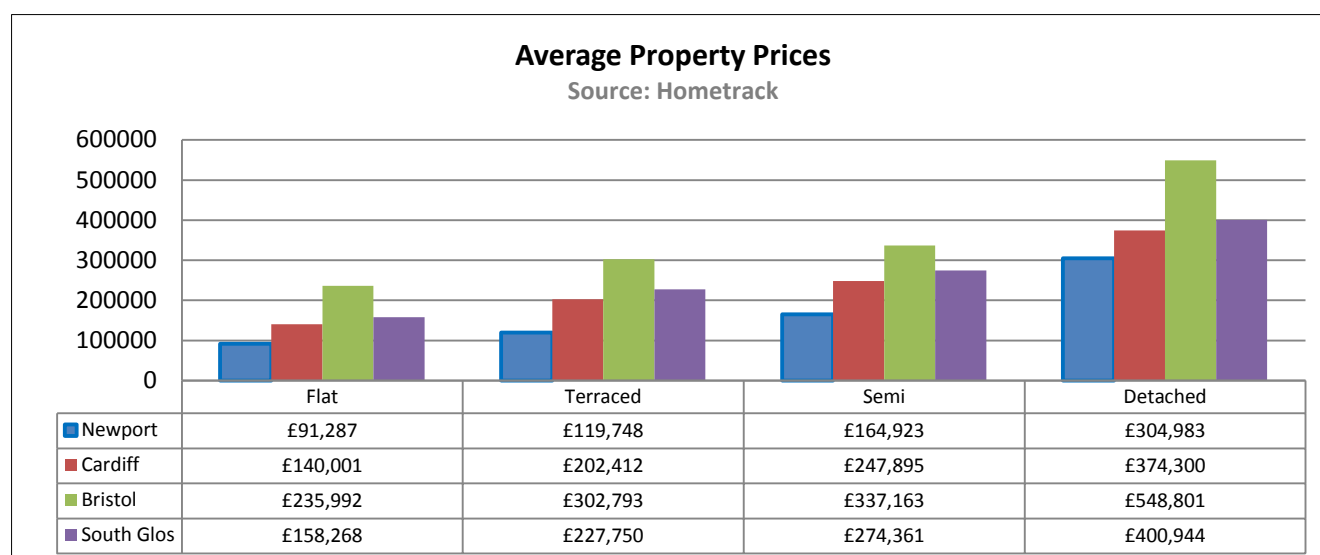 Average Property Prices
Source: Hometrack
600000
500000
400000
300000
200000
100000
0
Flat Terraced Semi Detached
Newport £91,287 £119,748 £164,923 £304,983
Cardiff £140,001 £202,412 £247,895 £374,300
Bristol £235,992 £302,793 £337,163 £548,801
South Glos £158,268 £227,750 £274,361 £400,944